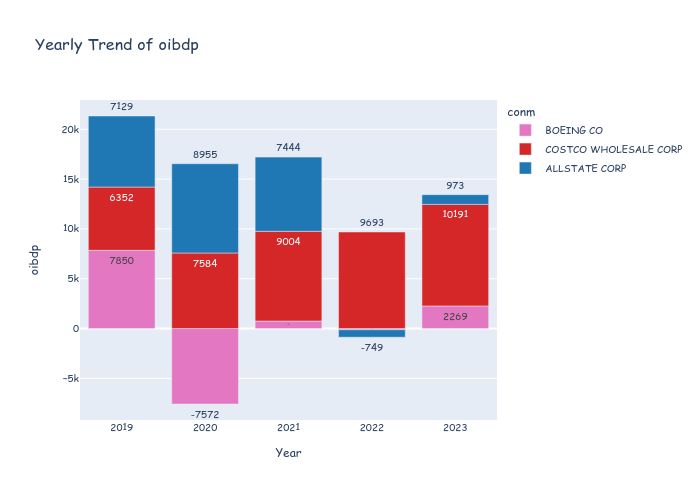 Yearly Trend of oibdp
conm
BOEING CO
COSTCO WHOLESALE CORP
ALLSTATE CORP
oibdp
20k
15k
10k
5k
0
−5k
7129
6352
7850
8955
7584
-7572
7444
9004
9693
-749
973
10191
2269
2019
2020
2021
2022
2023
Year